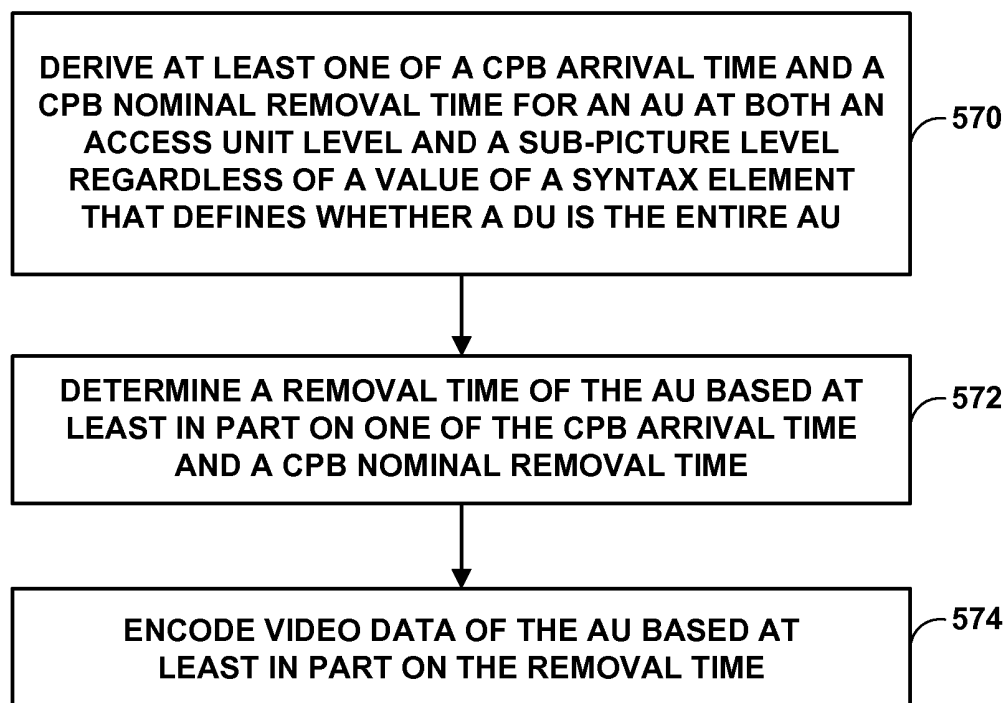 DERIVE AT LEAST ONE OF A CPB ARRIVAL TIME AND A
CPB NOMINAL REMOVAL TIME FOR AN AU AT BOTH AN
ACCESS UNIT LEVEL AND A SUB-PICTURE LEVEL
REGARDLESS OF A VALUE OF A SYNTAX ELEMENT
THAT DEFINES WHETHER A DU IS THE ENTIRE AU
570
DETERMINE A REMOVAL TIME OF THE AU BASED AT
LEAST IN PART ON ONE OF THE CPB ARRIVAL TIME
AND A CPB NOMINAL REMOVAL TIME
572
ENCODE VIDEO DATA OF THE AU BASED AT
LEAST IN PART ON THE REMOVAL TIME
574